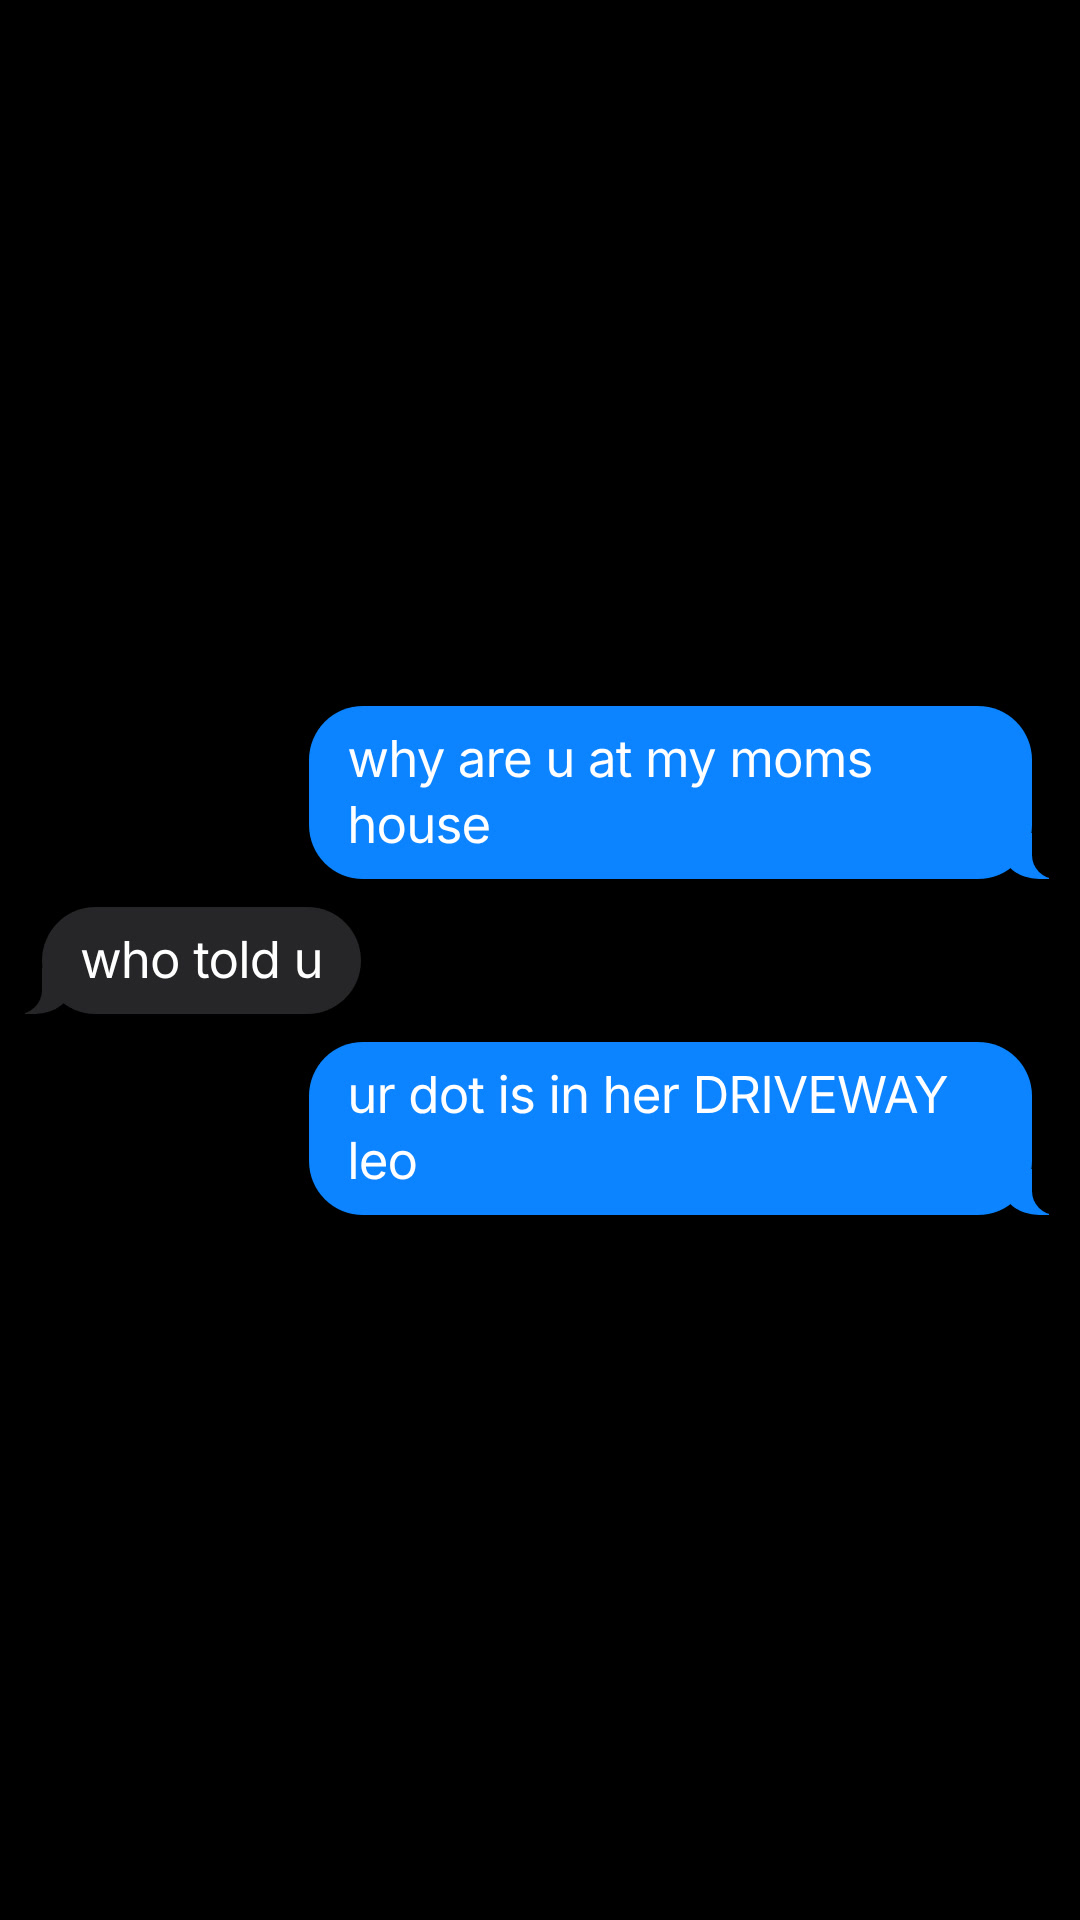 why are u at my moms
house
who told u
ur dot is in her DRIVEWAY
leo